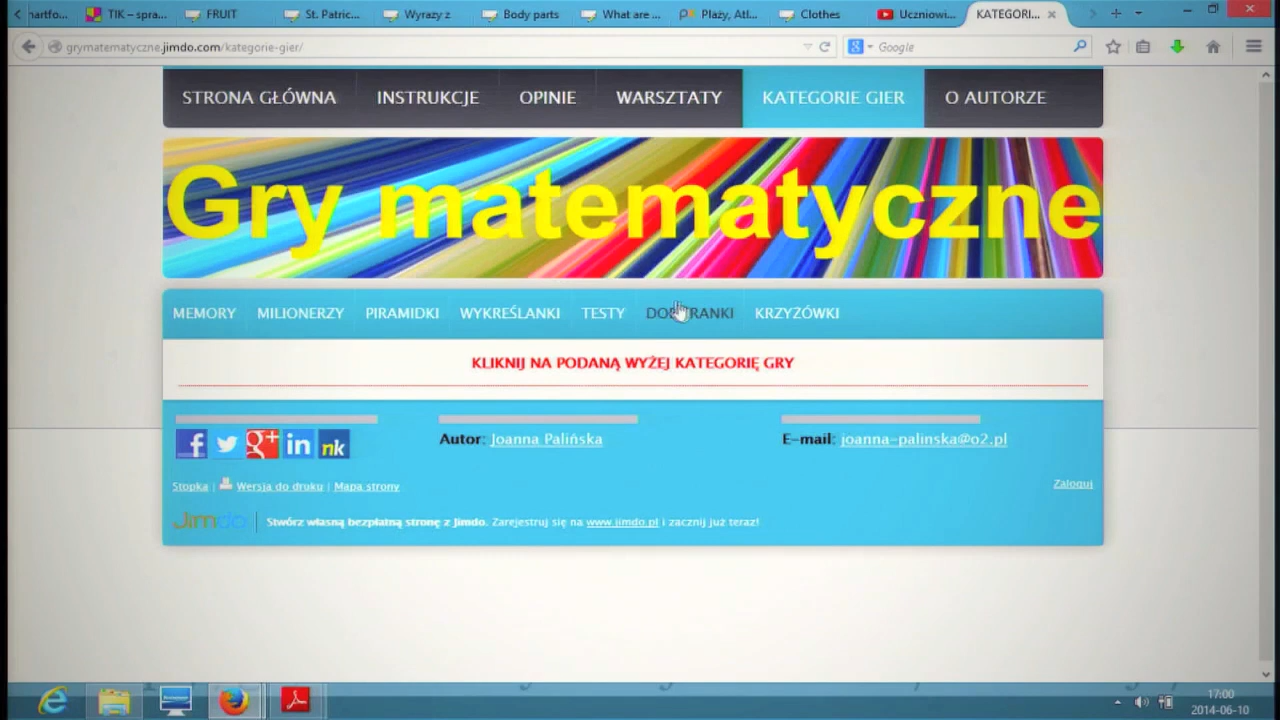 hartfo...
TIK – spra...
FRUIT
St. Patric...
Wyrazy z
Body parts
What are ...
Plaży, Atl...
Clothes
Uczniowi...
KATEGORI...
grymatematyczne.jimdo.com/kategorie-gier/
Google
STRONA GŁÓWNA
INSTRUKCJE
OPINIE
WARSZTATY
KATEGORIE GIER
O AUTORZE
Gry matematyczne
MEMORY
MILIONERZY
PIRAMIDKI
WYKREŚLANKI
TESTY
KRZYŻÓWKI
KLIKNIJ NA PODANĄ WYŻEJ KATEGORIĘ GRY
Autor: Joanna Palińska
E-mail: joanna-palinska@o2.pl
Stopka | Wersja do druku | Mapa strony
Zaloguj
Jimdo
Stwórz własną bezpłatną stronę z Jimdo. Zarejestruj się na www.jimdo.pl i zacznij już teraz!
17:00
2014-06-10